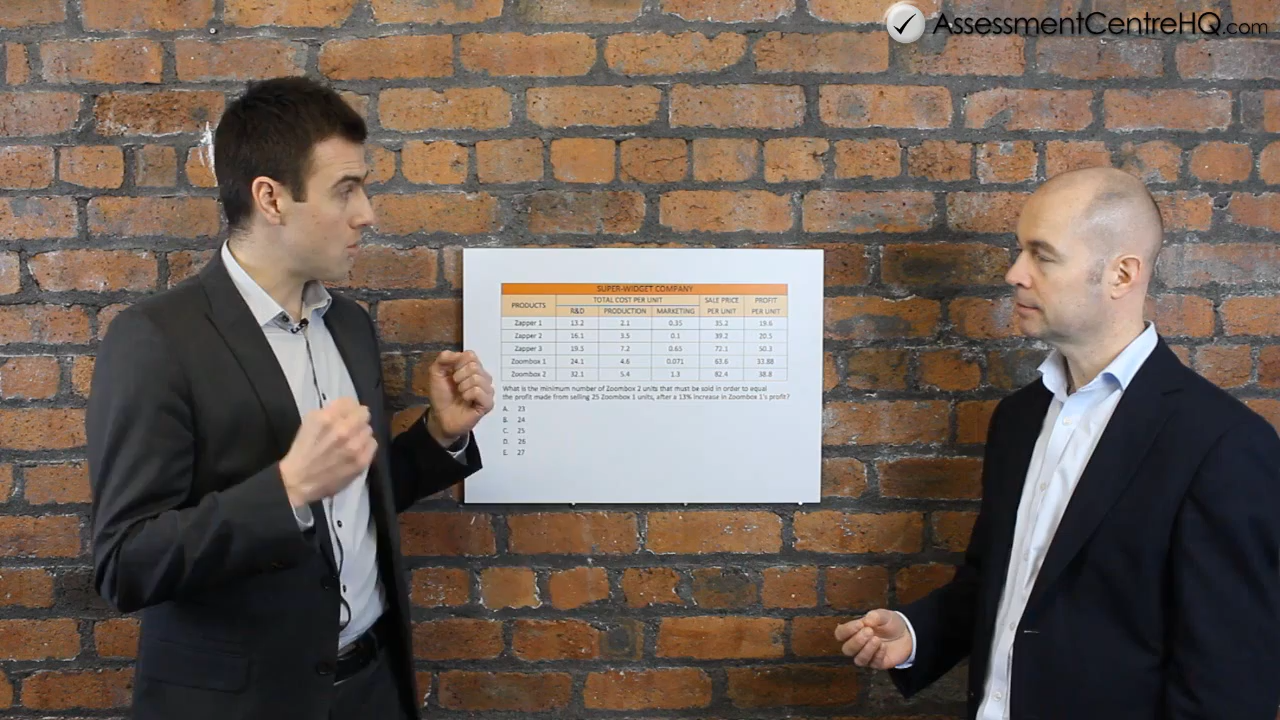 AssessmentCentreHQ.com
SUPER-WIDGET COMPANY
PRODUCTS TOTAL COST PER UNIT SALE PRICE PER UNIT PROFIT PER UNIT
R&D PRODUCTION MARKETING
Zapper 1 13.2 2.1 0.35 35.2 19.6
Zapper 2 16.1 3.5 0.1 39.2 20.5
Zapper 3 19.5 7.2 0.65 72.1 50.3
Zoombox 1 24.1 4.6 0.071 63.6 33.88
Zoombox 2 32.1 5.4 1.3 82.4 38.8
What is the minimum number of Zoombox 2 units that must be sold in order to equal
the profit made from selling 25 Zoombox 1 units, after a 13% increase in Zoombox 1's profit?
A. 23
B. 24
C. 25
D. 26
E. 27